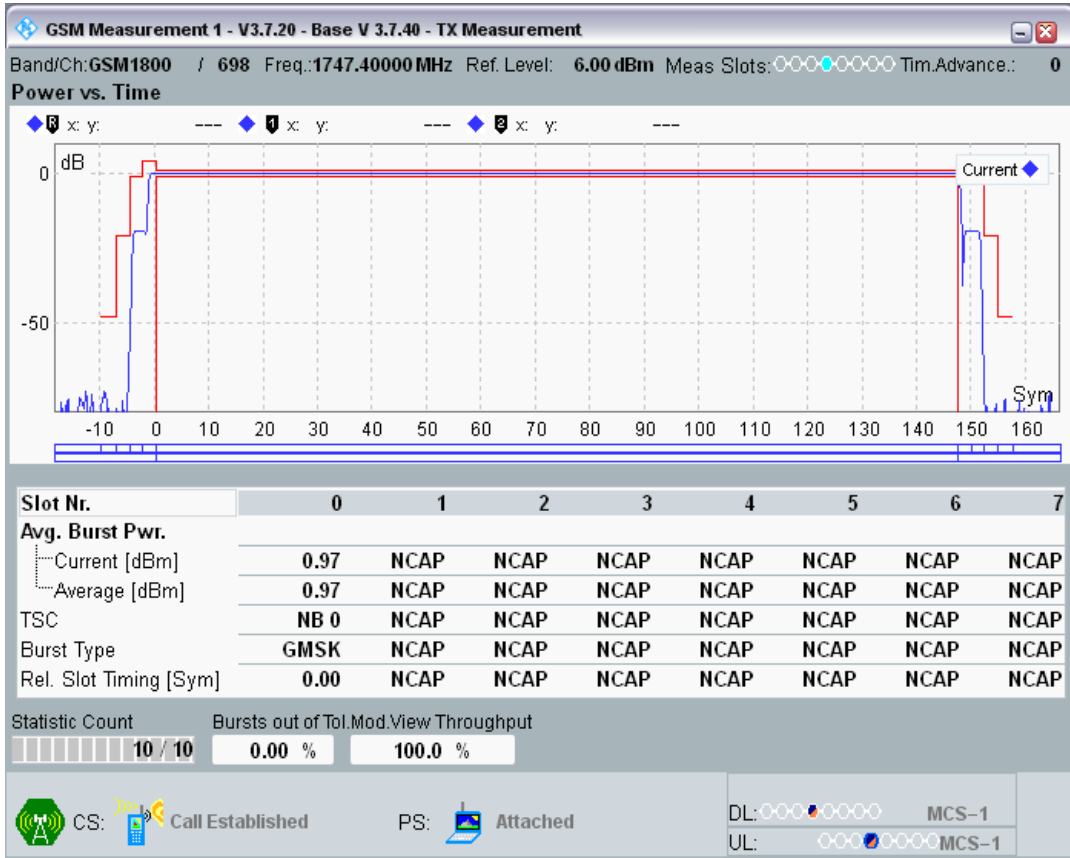 GSM Measurement 1 - V3.7.20 - Base V 3.7.40 - TX Measurement
Band/Ch:GSM1800 / 698 Freq.:1747.40000 MHz Ref. Level: 6.00 dBm Meas Slots: Tim.Advance.: 0
Power vs. Time
R x: y: --- 1 x: y: --- 2 x: y: ---
dB
Current
0
-50
Sym
-10 0 10 20 30 40 50 60 70 80 90 100 110 120 130 140 150 160
Slot Nr. 0 1 2 3 4 5 6 7
Avg. Burst Pwr.
Current [dBm] 0.97 NCAP NCAP NCAP NCAP NCAP NCAP NCAP
Average [dBm] 0.97 NCAP NCAP NCAP NCAP NCAP NCAP NCAP
TSC NB 0 NCAP NCAP NCAP NCAP NCAP NCAP NCAP
Burst Type GMSK NCAP NCAP NCAP NCAP NCAP NCAP NCAP
Rel. Slot Timing [Sym] 0.00 NCAP NCAP NCAP NCAP NCAP NCAP NCAP
Statistic Count Bursts out of Tol. Mod.View Throughput
10 / 10 0.00 % 100.0 %
CS: Call Established PS: Attached
DL: MCS-1
UL: MCS-1